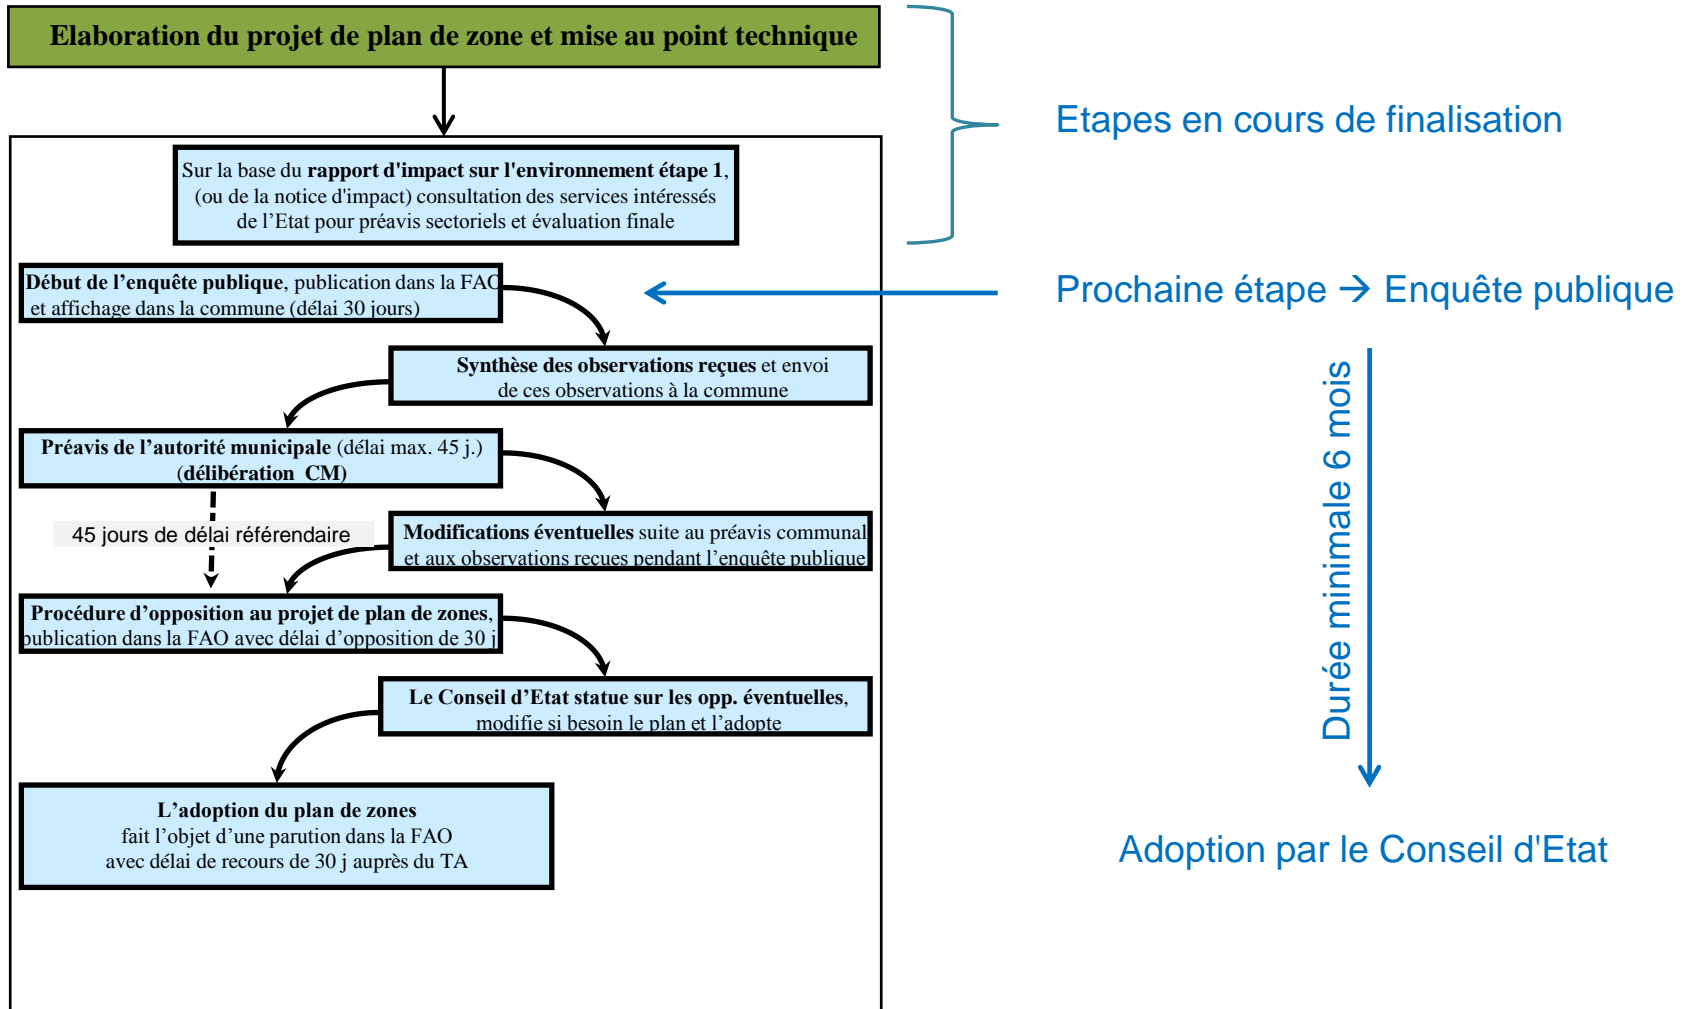 Elaboration du projet de plan de zone et mise au point technique
Etapes en cours de finalisation
Sur la base du rapport d'impact sur l'environnement étape 1,
(ou de la notice d'impact) consultation des services intéressés
de l’Etat pour préavis sectoriels et évaluation finale
Début de l’enquête publique, publication dans la FAO
et affichage dans la commune (délai 30 jours)
Prochaine étape → Enquête publique
Synthèse des observations reçues et envoi
de ces observations à la commune
Préavis de l’autorité municipale (délai max. 45 j.)
(délibération CM)
45 jours de délai référendaire
Modifications éventuelles suite au préavis communal
et aux observations reçues pendant l’enquête publique
Procédure d’opposition au projet de plan de zones,
publication dans la FAO avec délai d’opposition de 30 j
Le Conseil d’Etat statue sur les opp. éventuelles,
modifie si besoin le plan et l’adopte
Durée minimale 6 mois
L’adoption du plan de zones
fait l’objet d’une parution dans la FAO
avec délai de recours de 30 j auprès du TA
Adoption par le Conseil d'Etat